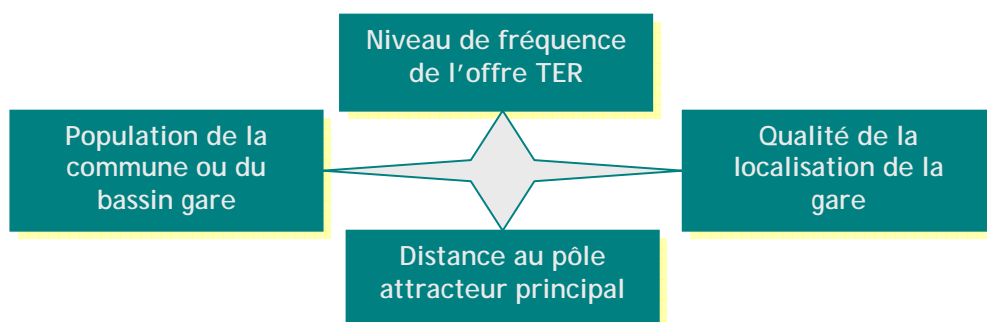 Niveau de fréquence
de l'offre TER
Population de la
commune ou du
bassin gare
Qualité de la
localisation de la
gare
Distance au pôle
attracteur principal